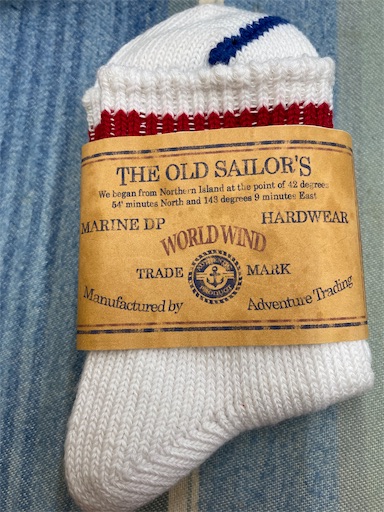 THE OLD SAILOR'S
We began from Northern Island at the point of 42 degrees
54' minutes North and 143 degrees 9 minutes East
MARINE DP HARDWEAR
WORLD WIND
TRADE MARK
Manufactured by Adventure Trading